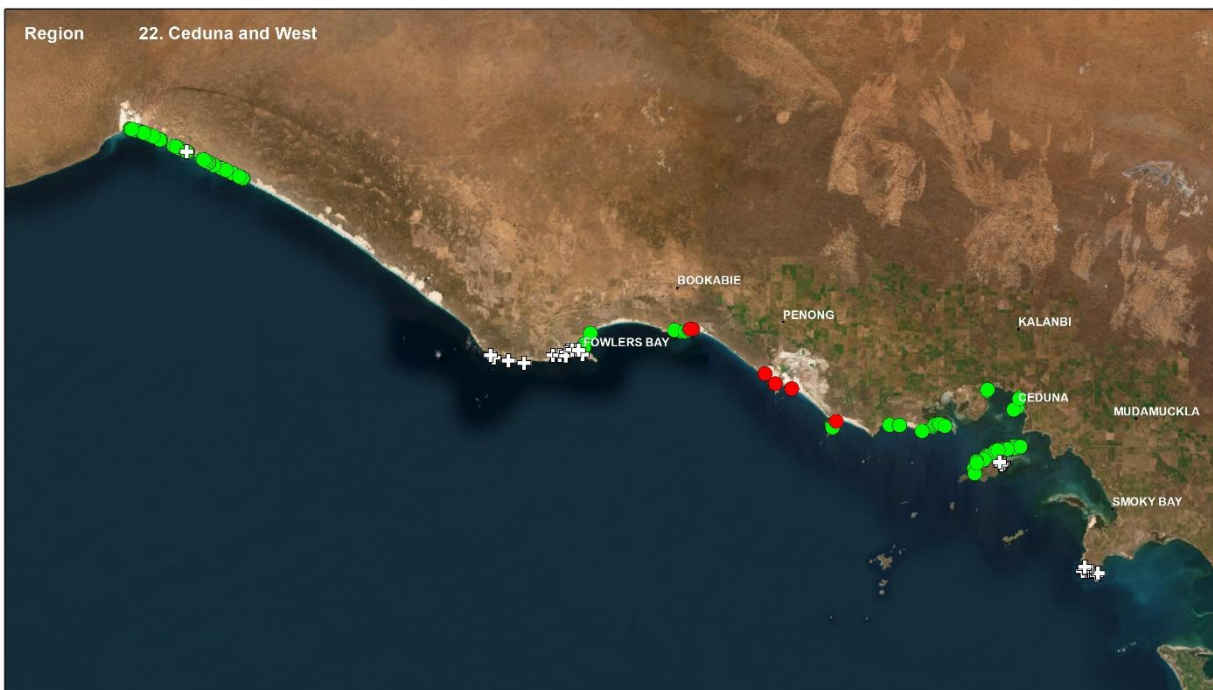 Region 22. Ceduna and West
BOOKABIE
PENONG
KALANBI
FOWLERS BAY
CEDUNA
MUDAMUCKLA
SMOKY BAY